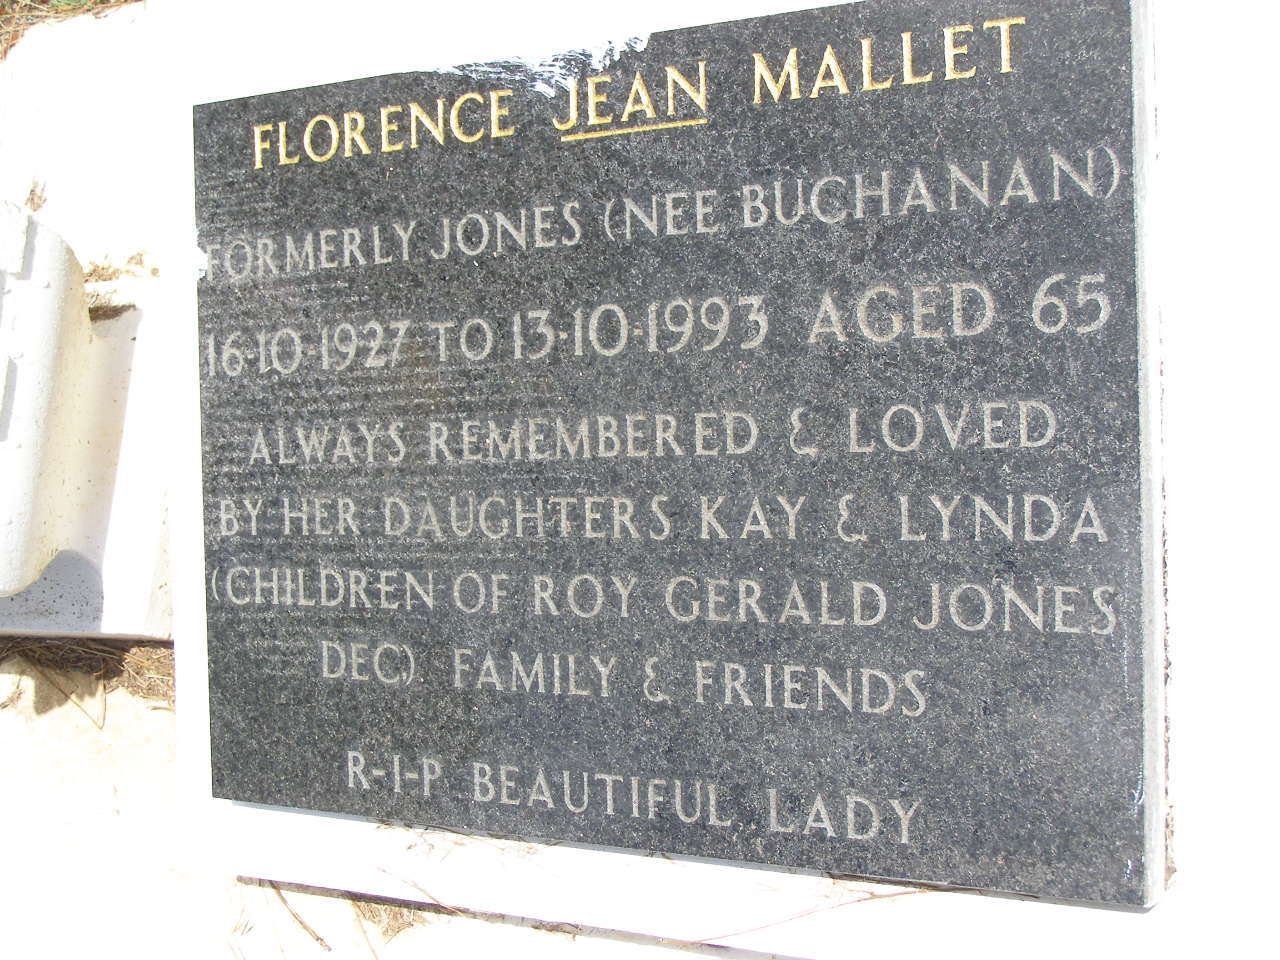 FLORENCE JEAN MALLET
FORMERLY JONES (NEE BUCHANAN)
16-10-1927 TO 13-10-1993 AGED 65
ALWAYS REMEMBERED & LOVED
BY HER DAUGHTERS KAY & LYNDA
(CHILDREN OF ROY GERALD JONES
DEC.) FAMILY & FRIENDS
R-I-P BEAUTIFUL LADY